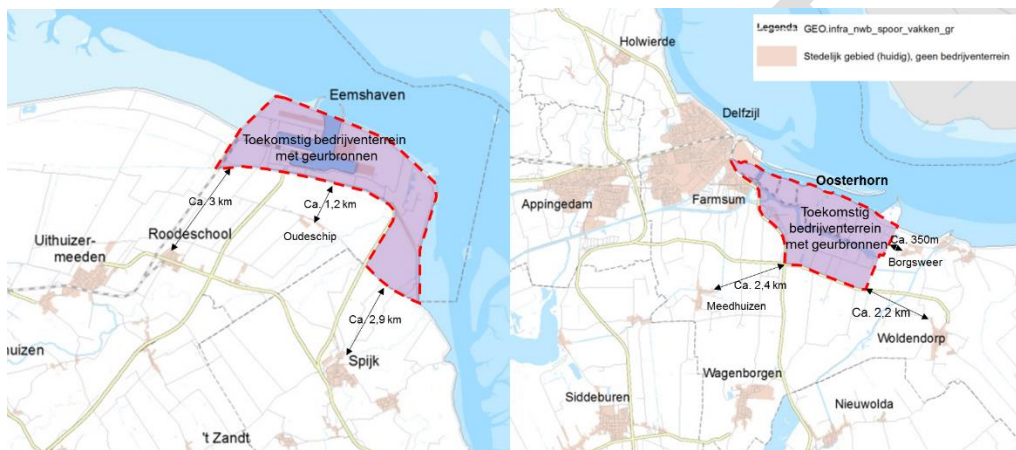 Eemshaven
Toekomstig bedrijventerrein
met geurbronnen
Ca. 3 km
Ca. 1,2 km
Oudeschip
Roodeschool
Uithuizer-
meeden
Ca. 2,9 km
huizen
Spijk
't Zandt
Legenda
GEO.infra_nwb_spoor_vakken_gr
Stedelijk gebied (huidig), geen bedrijventerrein
Holwierde
Delfzijl
Oosterhorn
Appingedam
Farmsum
Toekomstig
bedrijventerrein
met geurbronnen
Ca. 350m
Borgsweer
Ca. 2,4 km
Meedhuizen
Ca. 2,2 km
Woldendorp
Wagenborgen
Siddeburen
Nieuwolda